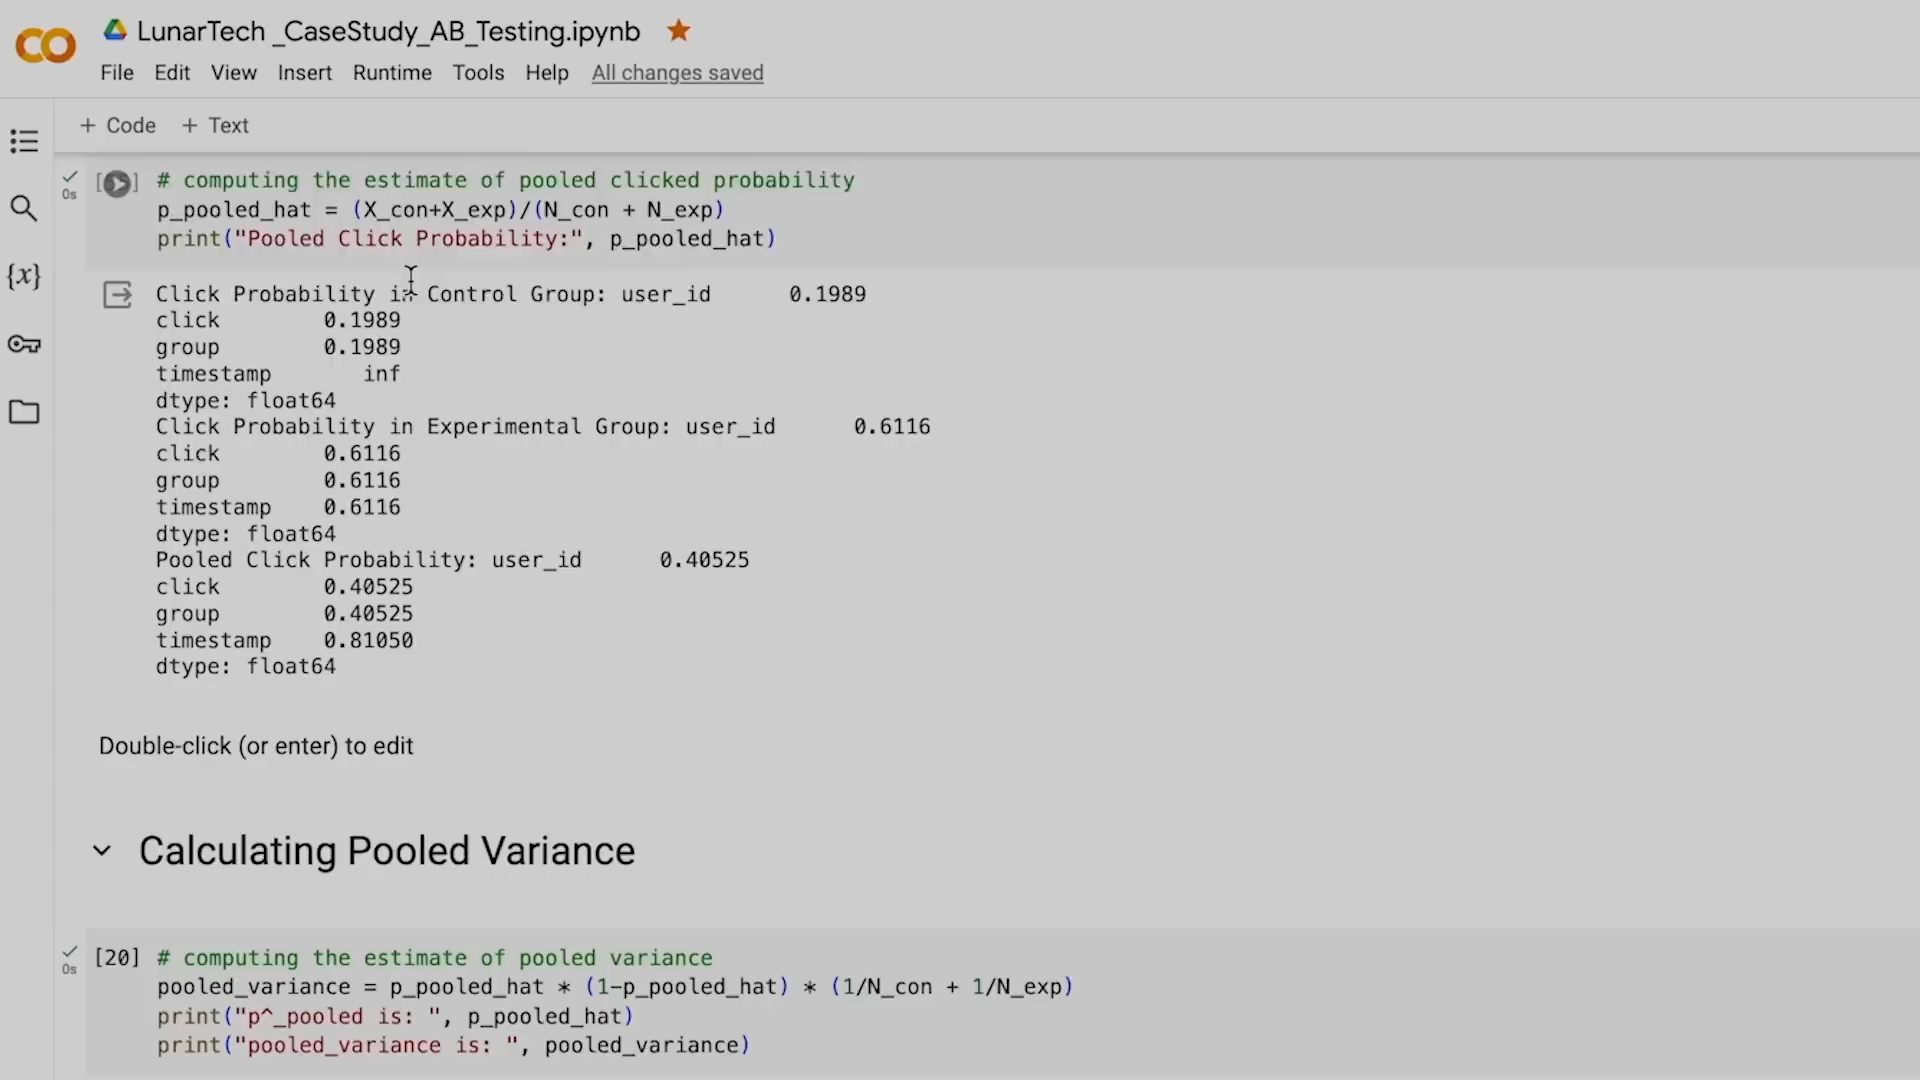 LunarTech _CaseStudy_AB_Testing.ipynb
File Edit View Insert Runtime Tools Help All changes saved
+ Code + Text
0s [ ] # computing the estimate of pooled clicked probability
p_pooled_hat = (X_con+X_exp)/(N_con + N_exp)
print("Pooled Click Probability:", p_pooled_hat)
Click Probability in Control Group: user_id 0.1989
click 0.1989
group 0.1989
timestamp inf
dtype: float64
Click Probability in Experimental Group: user_id 0.6116
click 0.6116
group 0.6116
timestamp 0.6116
dtype: float64
Pooled Click Probability: user_id 0.40525
click 0.40525
group 0.40525
timestamp 0.81050
dtype: float64
Double-click (or enter) to edit
Calculating Pooled Variance
0s [20] # computing the estimate of pooled variance
pooled_variance = p_pooled_hat * (1-p_pooled_hat) * (1/N_con + 1/N_exp)
print("p^_pooled is: ", p_pooled_hat)
print("pooled_variance is: ", pooled_variance)
{x}